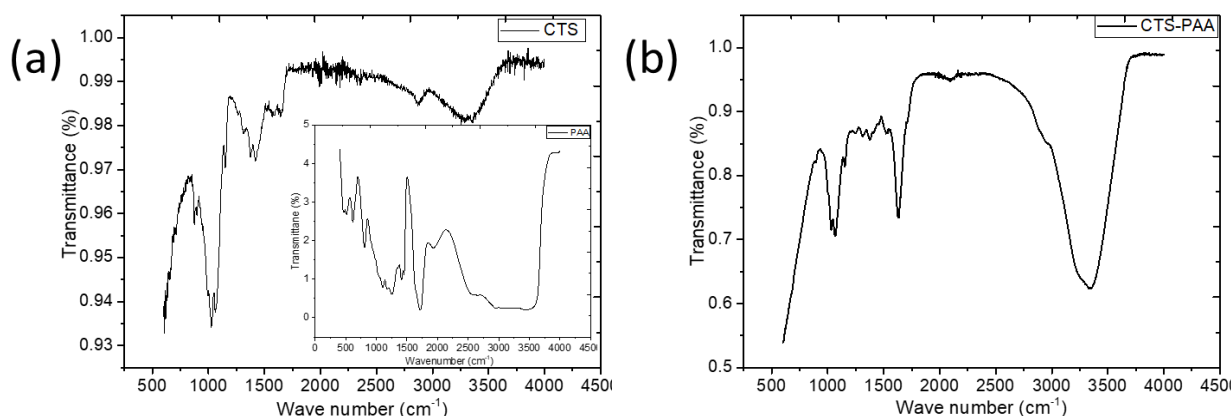 (a)
CTS
1.00
0.99
0.98
0.97
0.96
0.95
0.94
0.93
Transmittance (%)
500 1000 1500 2000 2500 3000 3500 4000 4500
Wave number (cm-1)
PAA
5
4
3
2
1
0
Transmittane (%)
0 500 1000 1500 2000 2500 3000 3500 4000 4500
Wavenumber (cm-1)
(b)
CTS-PAA
1.0
0.9
0.8
0.7
0.6
0.5
Transmittance (%)
500 1000 1500 2000 2500 3000 3500 4000 450
Wave number (cm-1)